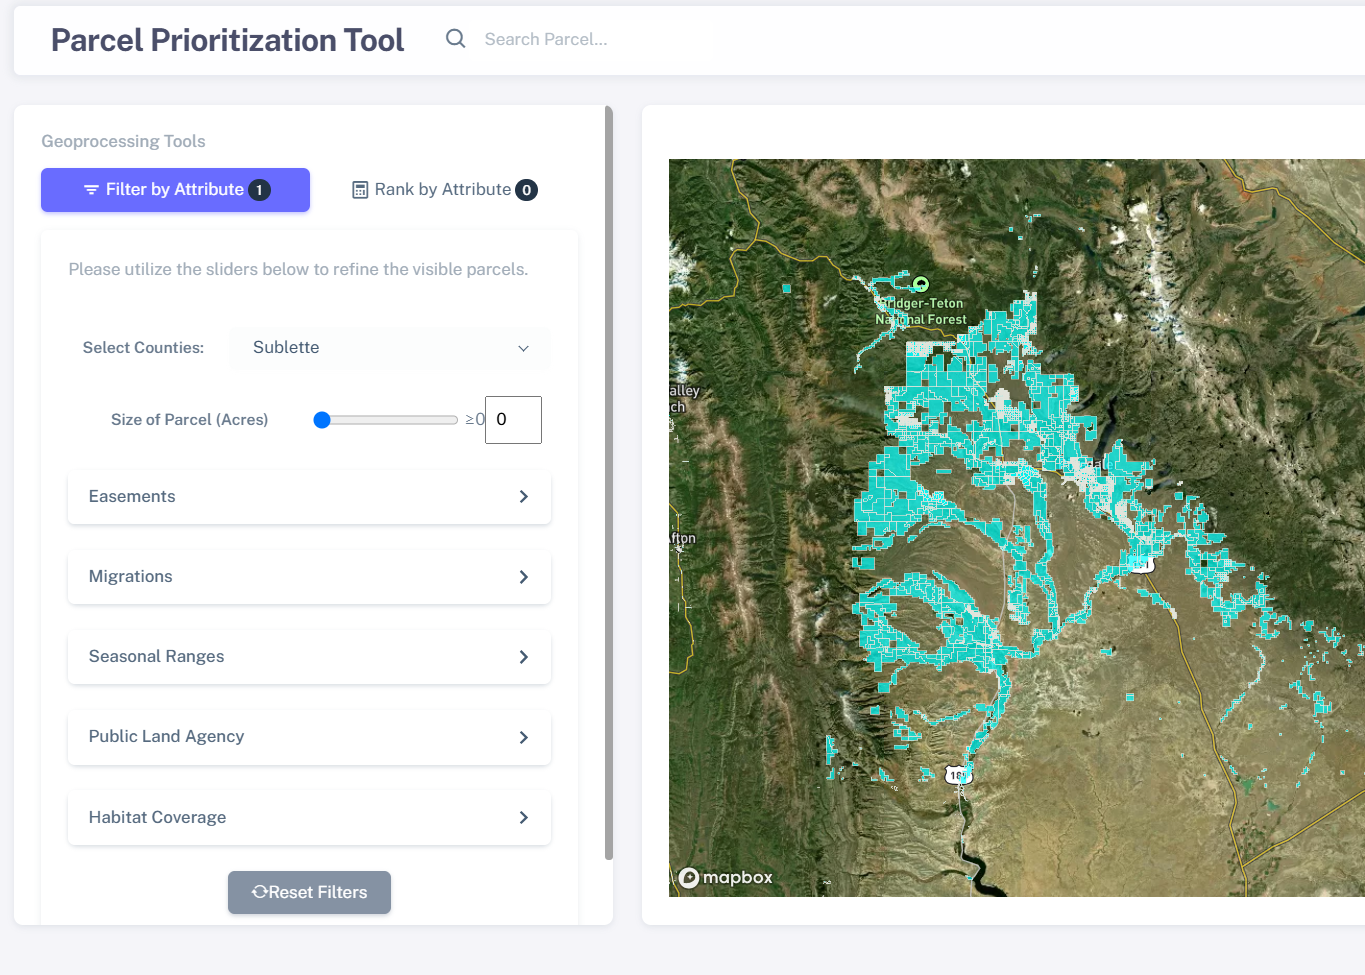 Parcel Prioritization Tool
Search Parcel...
Geoprocessing Tools
Filter by Attribute 1
Rank by Attribute 0
Please utilize the sliders below to refine the visible parcels.
Select Counties: Sublette
Size of Parcel (Acres) ≥0 0
Easements
Migrations
Seasonal Ranges
Public Land Agency
Habitat Coverage
Reset Filters
Bridger-Teton
National Forest
alley
ch
Afton
mapbox